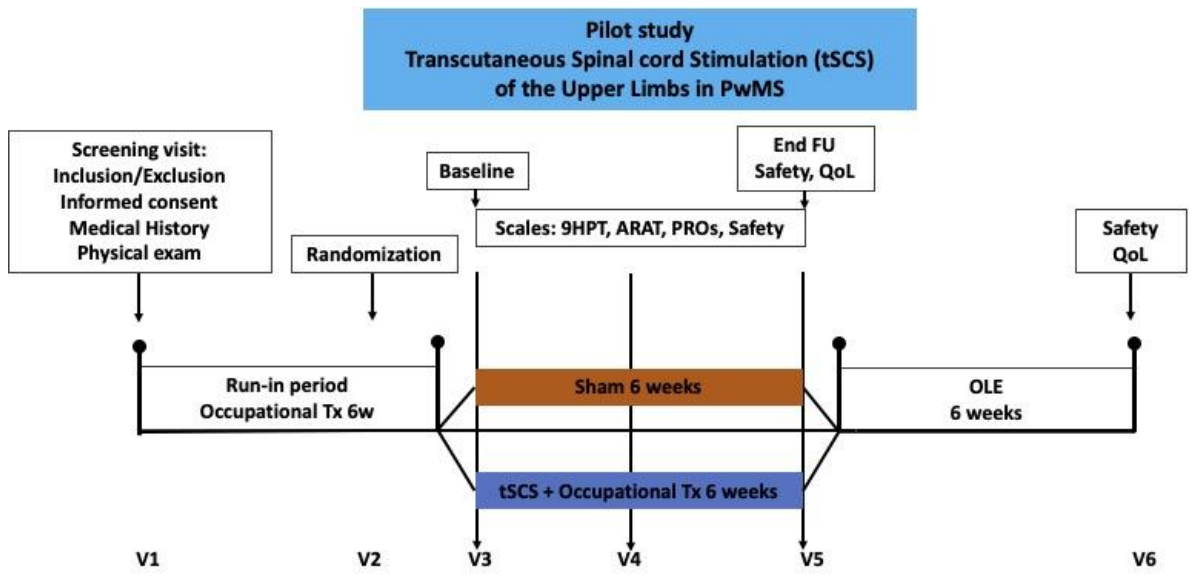 Pilot study
Transcutaneous Spinal cord Stimulation (tSCS)
of the Upper Limbs in PwMS
Screening visit:
Inclusion/Exclusion
Informed consent
Medical History
Physical exam
Randomization
Baseline
End FU
Safety, QoL
Scales: 9HPT, ARAT, PROs, Safety
Safety
QoL
Run-in period
Occupational Tx 6w
Sham 6 weeks
tSCS + Occupational Tx 6 weeks
OLE
6 weeks
V1
V2
V3
V4
V5
V6